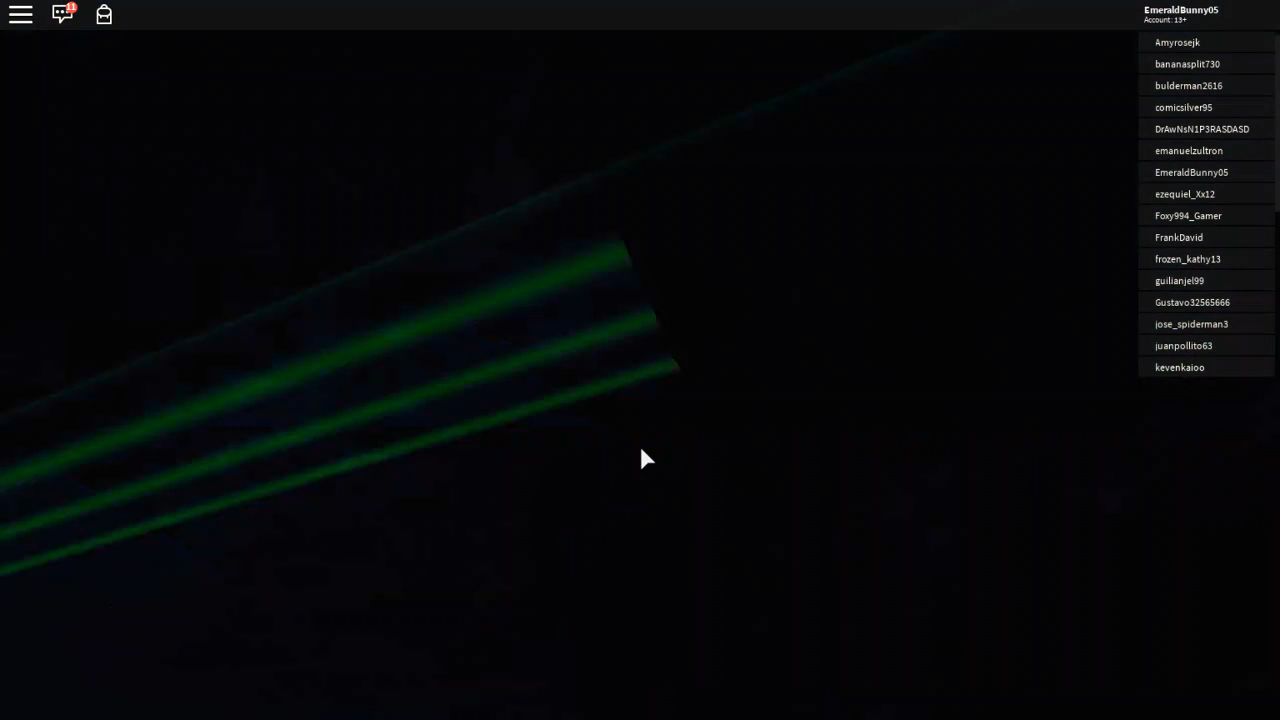 11
EmeraldBunny05
Account: 13+
Amyrosejk
bananasplit730
bulderman2616
comicsilver95
DrAwNsN1P3RASDASD
emanuelzultron
EmeraldBunny05
ezequiel_Xx12
Foxy994_Gamer
FrankDavid
frozen_kathy13
guilianjel99
Gustavo32565666
jose_spiderman3
juanpollito63
kevenkaioo